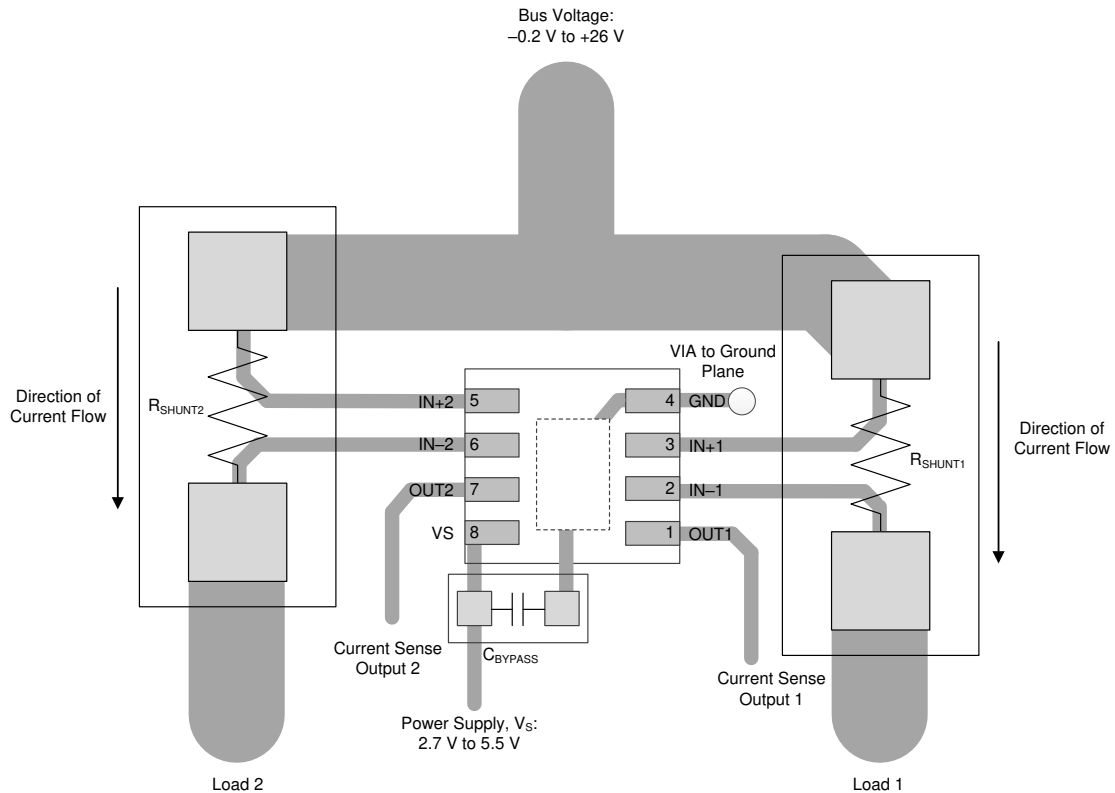 Bus Voltage:
–0.2 V to +26 V
VIA to Ground
Plane
Direction of
Current Flow
RSHUNT2
IN+2
5
4
GND
IN–2
6
3
IN+1
RSHUNT1
Direction of
Current Flow
OUT2
7
2
IN–1
VS
8
1
OUT1
CBYPASS
Current Sense
Output 2
Current Sense
Output 1
Power Supply, VS:
2.7 V to 5.5 V
Load 2
Load 1